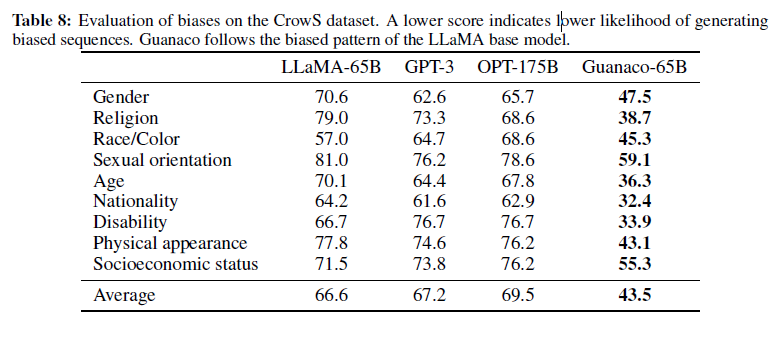 Table 8: Evaluation of biases on the CrowS dataset. A lower score indicates lower likelihood of generating
biased sequences. Guanaco follows the biased pattern of the LLaMA base model.
LLaMA-65B GPT-3 OPT-175B Guanaco-65B
Gender 70.6 62.6 65.7 47.5
Religion 79.0 73.3 68.6 38.7
Race/Color 57.0 64.7 68.6 45.3
Sexual orientation 81.0 76.2 78.6 59.1
Age 70.1 64.4 67.8 36.3
Nationality 64.2 61.6 62.9 32.4
Disability 66.7 76.7 76.7 33.9
Physical appearance 77.8 74.6 76.2 43.1
Socioeconomic status 71.5 73.8 76.2 55.3
Average 66.6 67.2 69.5 43.5